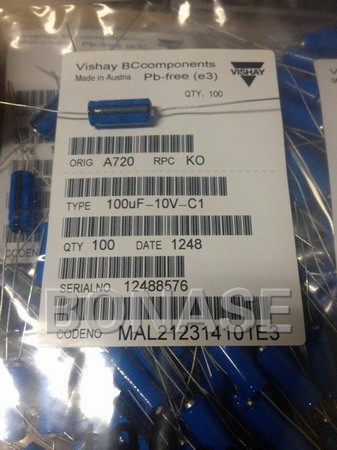 Vishay BCcomponents
Made in Austria Pb-free (e3)
VISHAY
QTY: 100
ORIG A720 RPC KO
TYPE 100uF-10V-C1
QTY 100 DATE 1248
SERIALNO 12488576
BONASE
CODENO MAL212314101E3